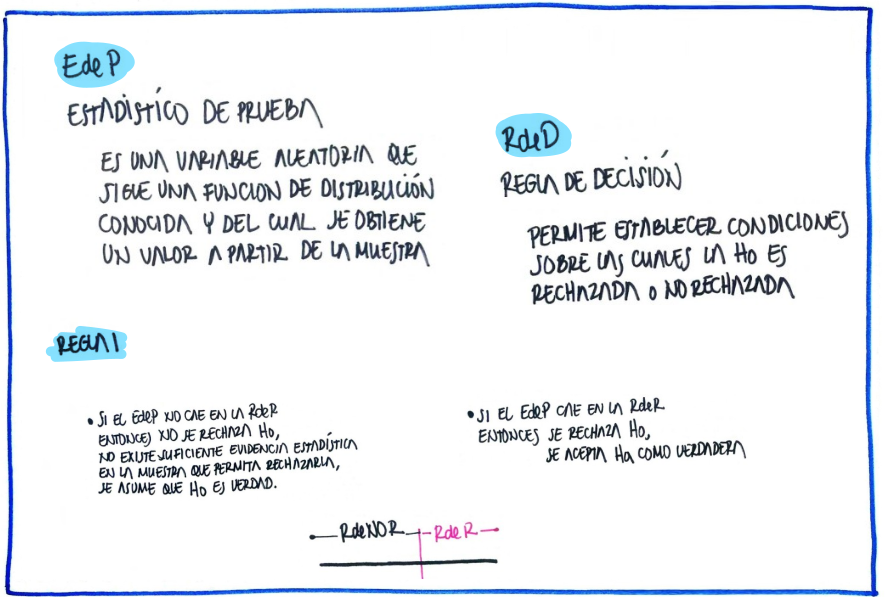 EdeP
ESTADÍSTICO DE PRUEBA
ES UNA VARIABLE ALEATORIA QUE
SIGUE UNA FUNCION DE DISTRIBUCIÓN
CONOCIDA Y DEL CUAL SE OBTIENE
UN VALOR A PARTIR DE LA MUESTRA
RdeD
REGLA DE DECISIÓN
PERMITE ESTABLECER CONDICIONES
SOBRE LAS CUALES LA HO ES
RECHAZADA O NO RECHAZADA
REGLA 1
• SI EL EdeP NO CAE EN LA RdeR
ENTONCES NO SE RECHAZA HO,
NO EXISTE SUFICIENTE EVIDENCIA ESTADÍSTICA
EN LA MUESTRA QUE PERMITA RECHAZARLA,
SE ASUME QUE HO ES VERDAD.
• SI EL EdeP CAE EN LA RdeR
ENTONCES SE RECHAZA HO,
SE ACEPTA Ha COMO VERDADERA
RdeNOR RdeR